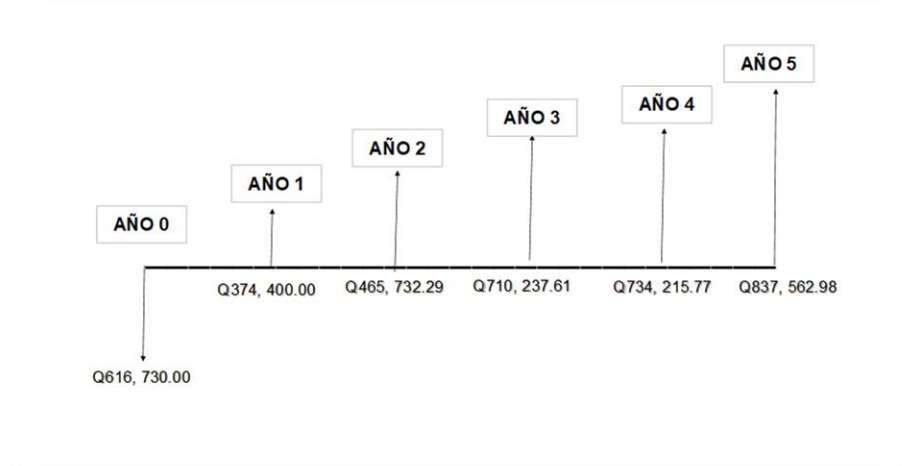 AÑO 5
AÑO 4
AÑO 3
AÑO 2
AÑO 1
AÑO 0
Q374, 400.00 Q465, 732.29 Q710, 237.61 Q734, 215.77 Q837, 562.98
Q616, 730.00